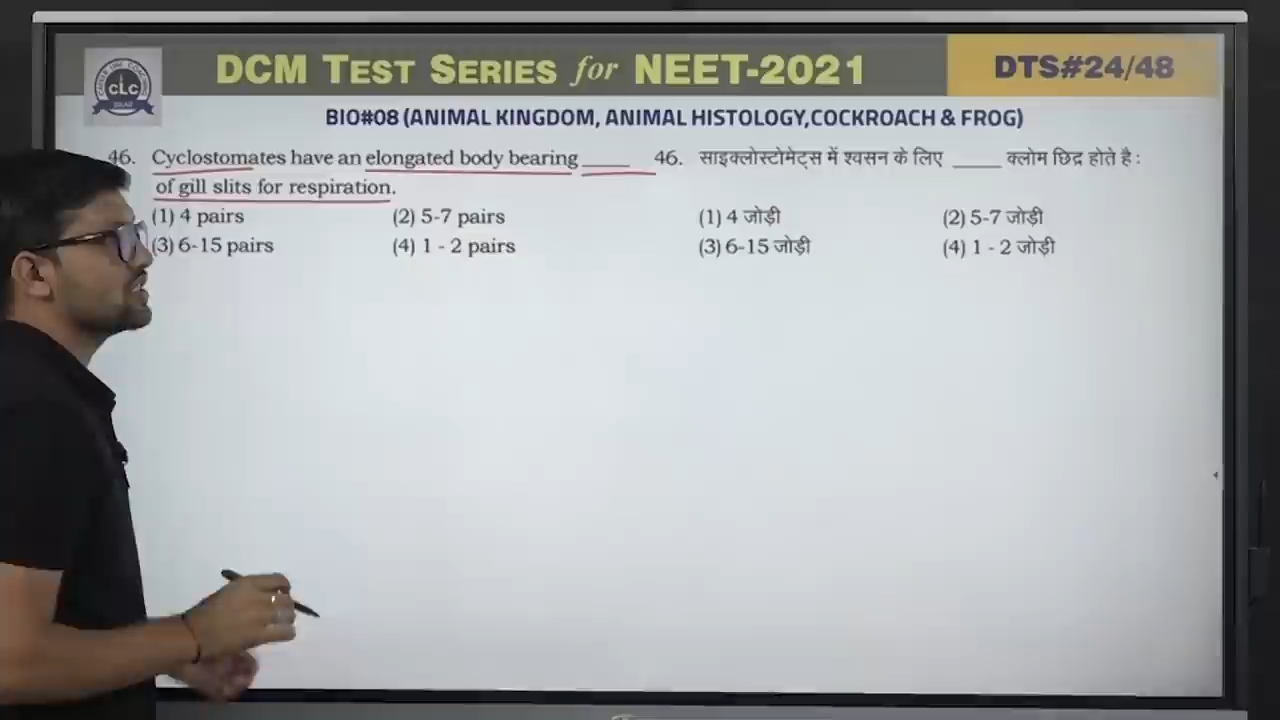 DCM TEST SERIES for NEET-2021
DTS#24/48
CLC
BIO#08 (ANIMAL KINGDOM, ANIMAL HISTOLOGY,COCKROACH & FROG)
46. Cyclostomates have an elongated body bearing ____
of gill slits for respiration.
(1) 4 pairs (2) 5-7 pairs
(3) 6-15 pairs (4) 1 - 2 pairs
46. साइक्लोस्टोमेट्स में श्वसन के लिए ____ क्लोम छिद्र होते है :
(1) 4 जोड़ी (2) 5-7 जोड़ी
(3) 6-15 जोड़ी (4) 1 - 2 जोड़ी